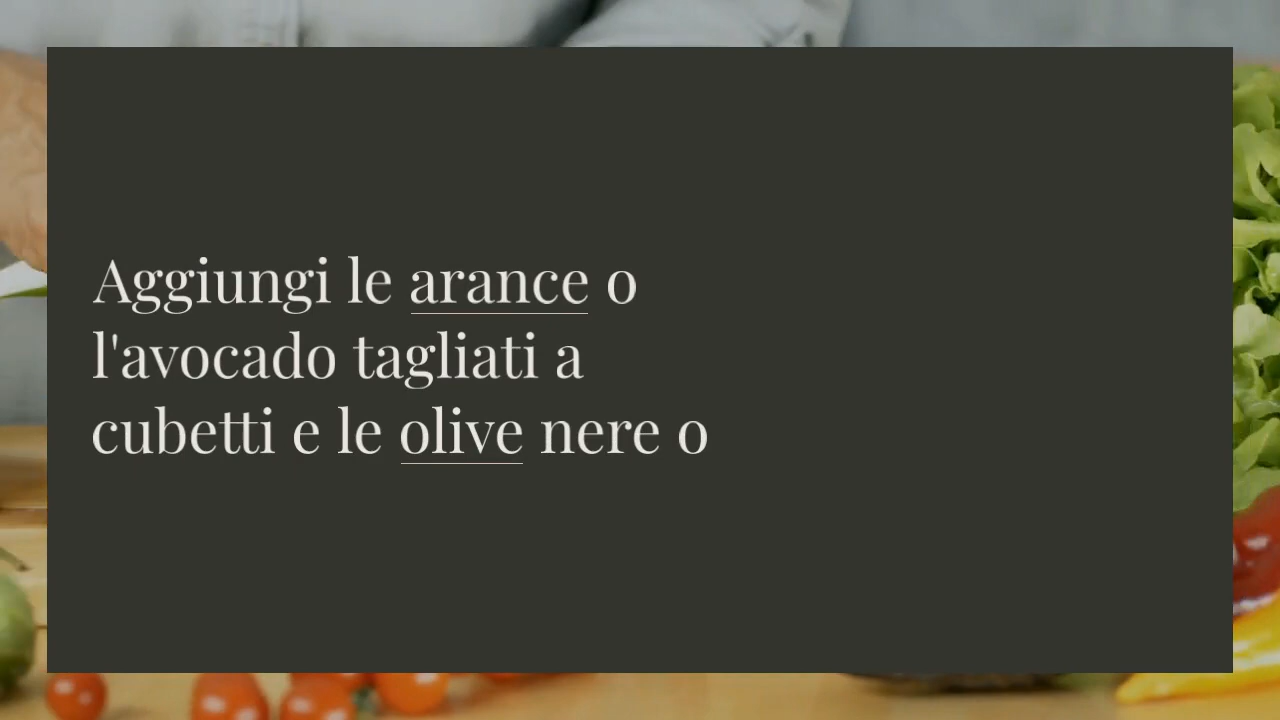 Aggiungi le arance o
l'avocado tagliati a
cubetti e le olive nere o